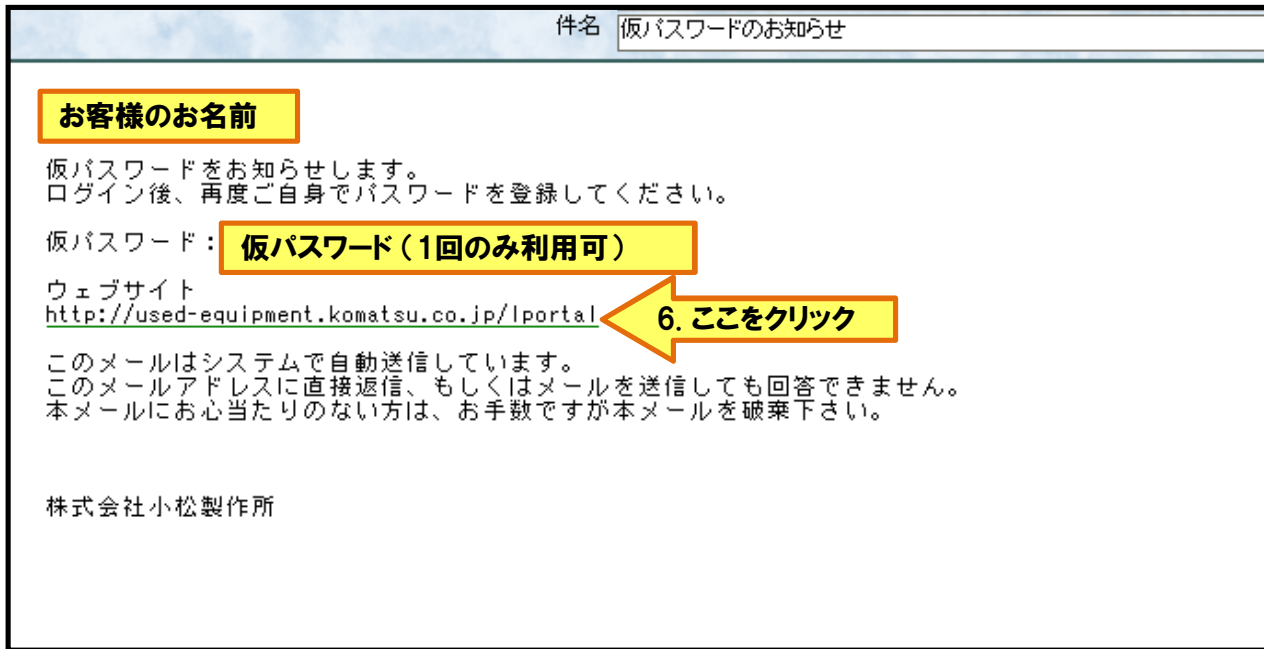 件名 仮パスワードのお知らせ
お客様のお名前
仮パスワードをお知らせします。
ログイン後、再度ご自身でパスワードを登録してください。
仮パスワード： 仮パスワード（1回のみ利用可）
ウェブサイト
http://used-equipment.komatsu.co.jp/lportal 6. ここをクリック
このメールはシステムで自動送信しています。
このメールアドレスに直接返信、もしくはメールを送信しても回答できません。
本メールにお心当たりのない方は、お手数ですが本メールを破棄下さい。
株式会社小松製作所